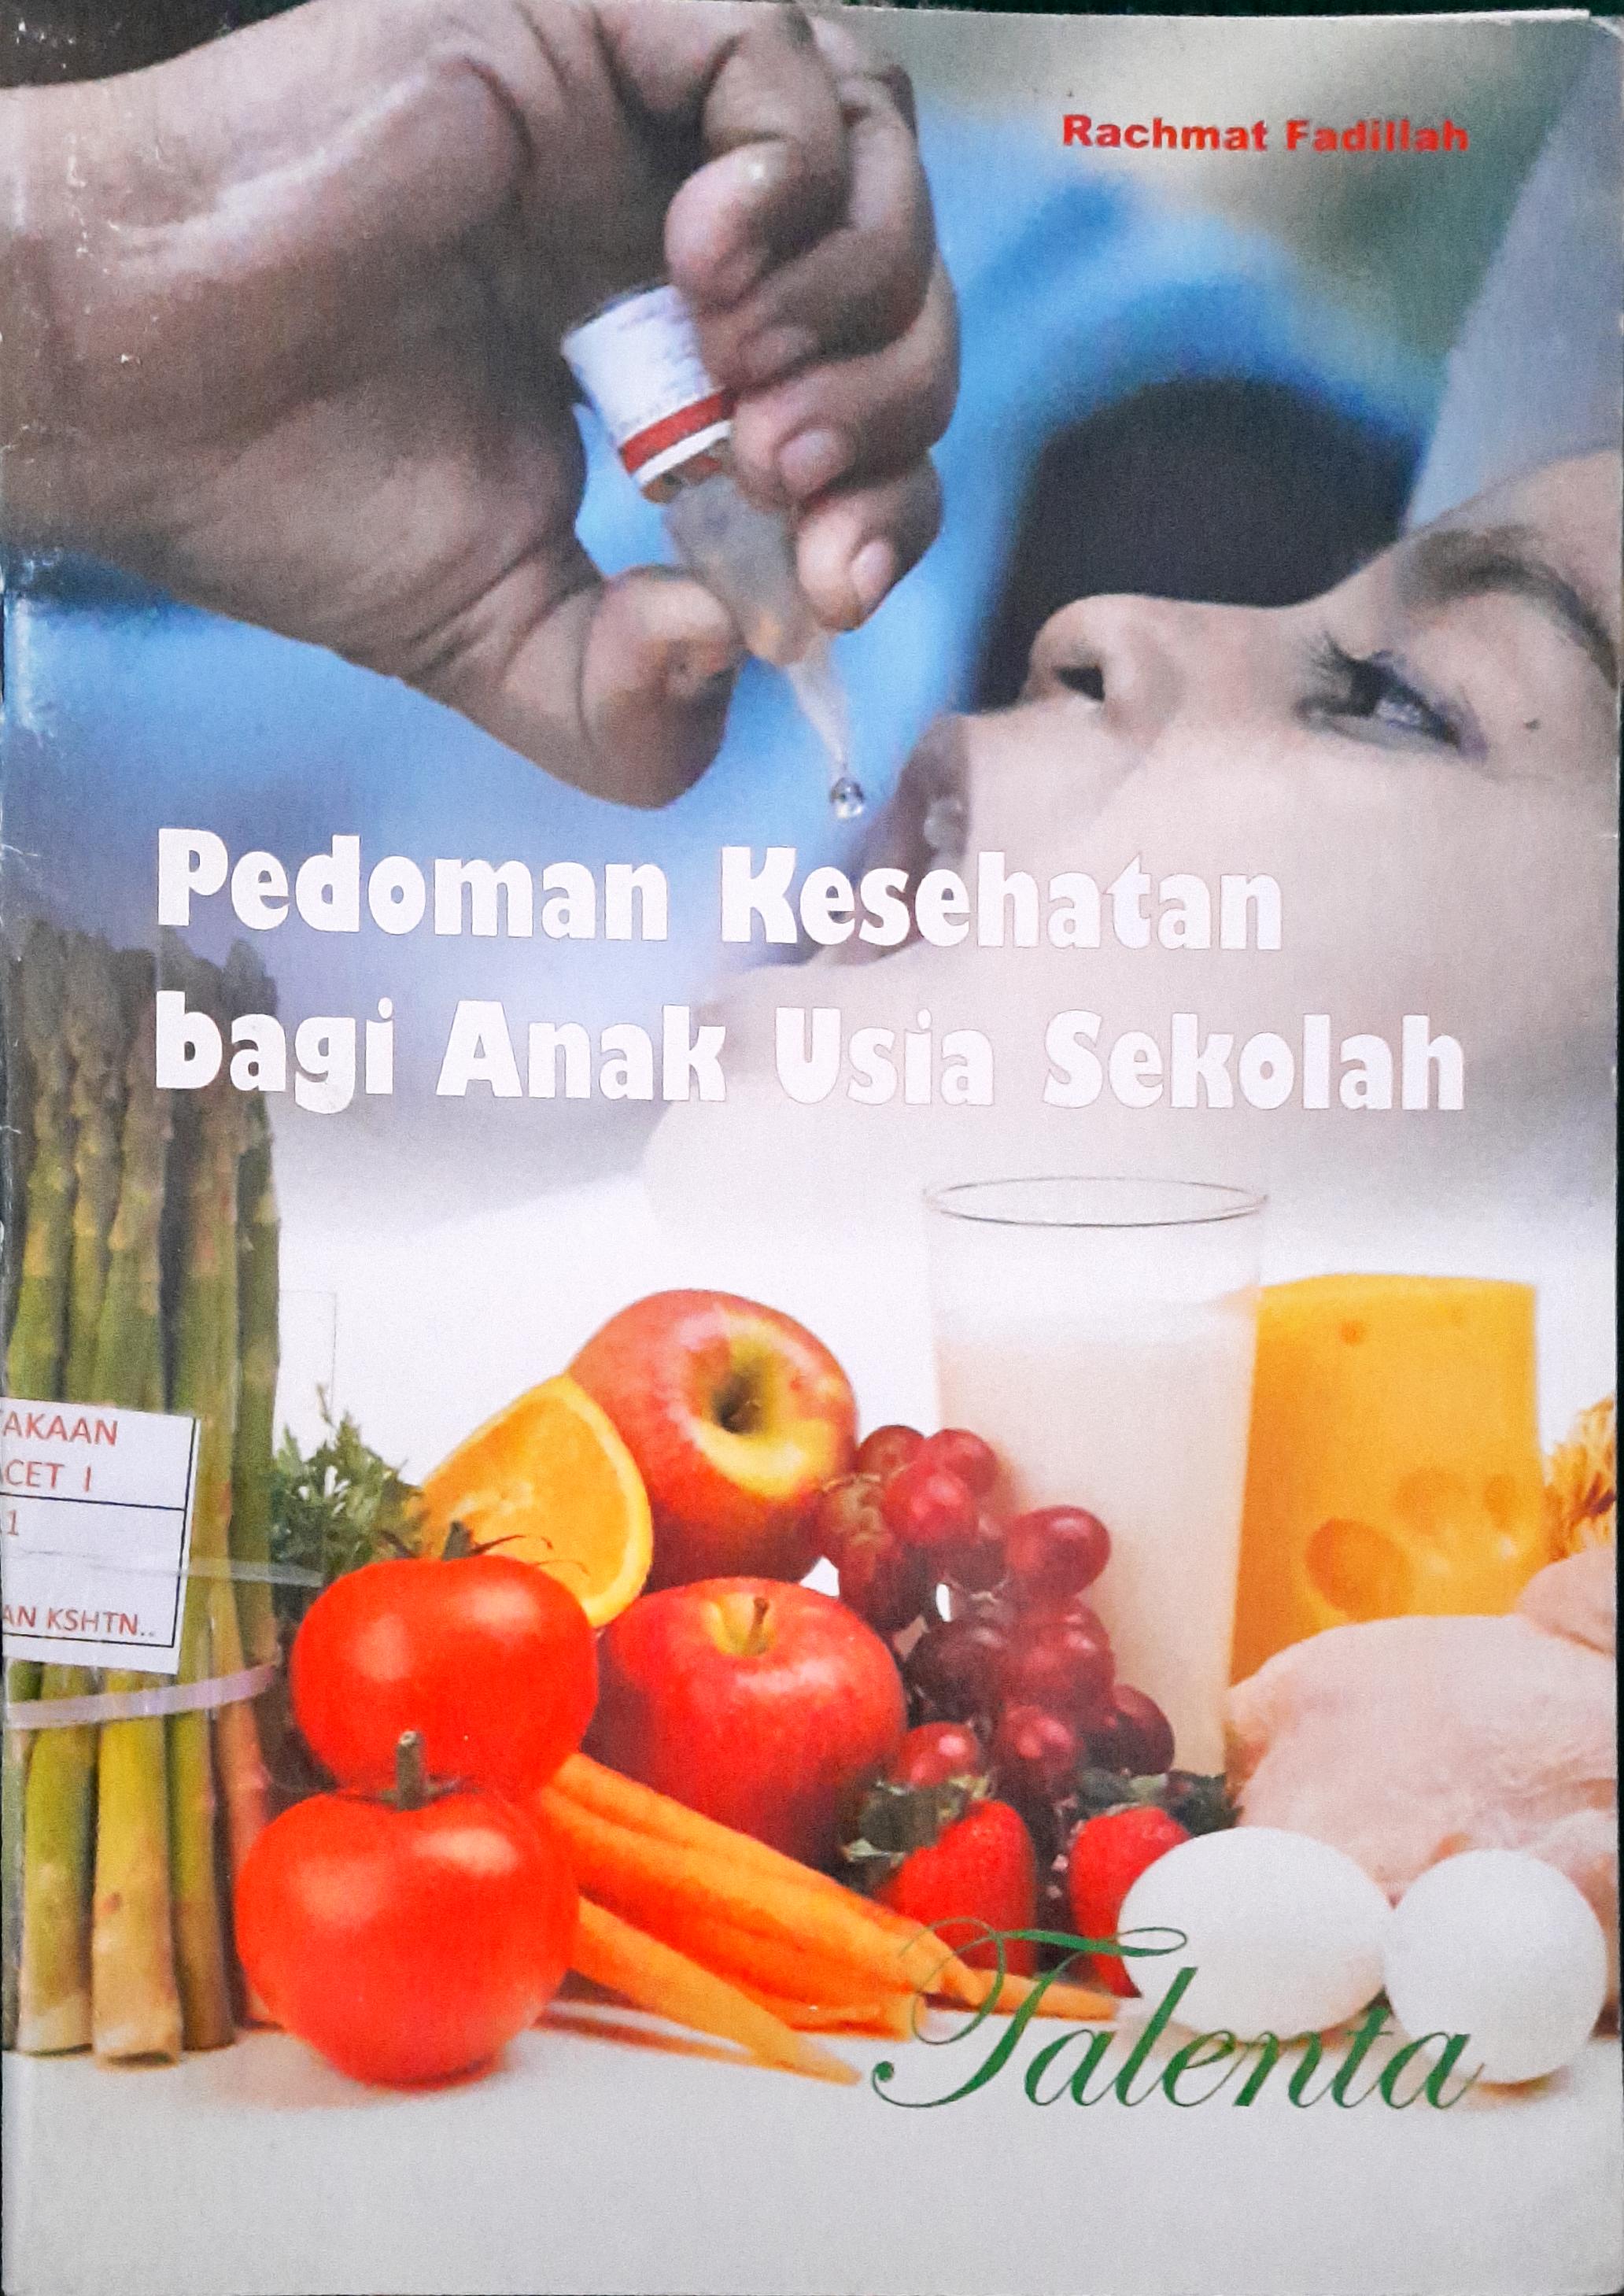 Rachmat Fadillah
Pedoman Kesehatan
bagi Anak Usia Sekolah
AKAAN
CET I
1
AN KSHTN..
Talenta